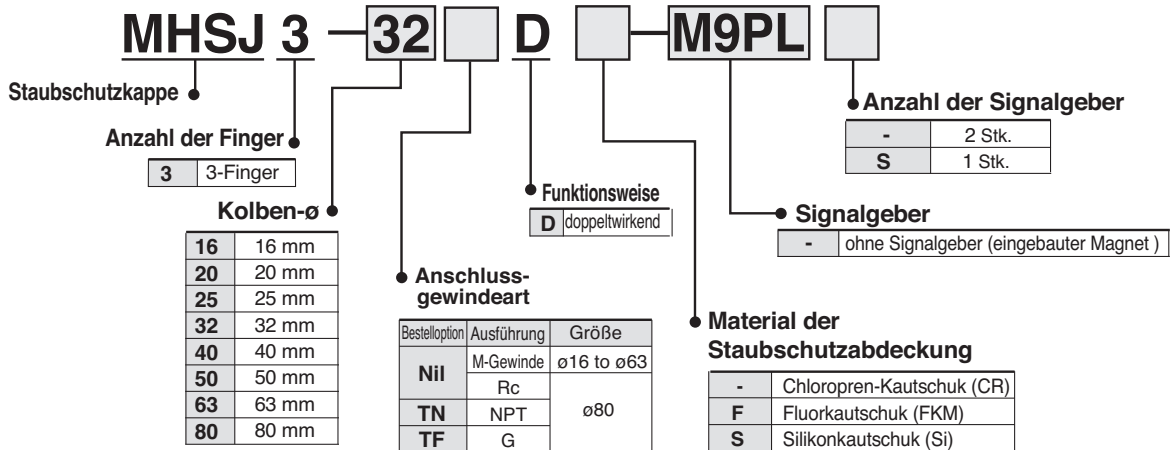 MHSJ 3 - 32 D - M9PL
Staubschutzkappe
Anzahl der Finger
3 3-Finger
Kolben-ø
16 16 mm
20 20 mm
25 25 mm
32 32 mm
40 40 mm
50 50 mm
63 63 mm
80 80 mm
Anschluss-
gewindeart
Bestelloption Ausführung Größe
Nil M-Gewinde ø16 to ø63
Rc ø80
TN NPT
TF G
Funktionsweise
D doppeltwirkend
Material der
Staubschutzabdeckung
- Chloropren-Kautschuk (CR)
F Fluorkautschuk (FKM)
S Silikonkautschuk (Si)
Signalgeber
- ohne Signalgeber (eingebauter Magnet )
Anzahl der Signalgeber
- 2 Stk.
S 1 Stk.